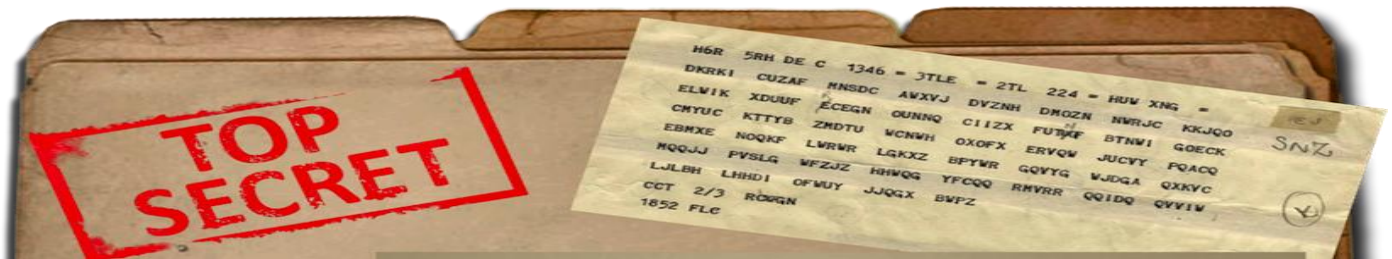 TOP
SECRET
H6R 5RH DE C 1346 = 3TLE = 2TL 224 = HUW XNG =
DKRKI CUZAF MNSDC AWXVJ DVZNH DMOZN NWRJC KKJQO
ELWIK XDUUF ECEGN OUNNQ CIIZX BTNWI GOECK
CMYUC KTTYB ZMDTU WCNWH OXOFX ERVQW JUCVY PQACQ
EBMXE NOQKF LWRWR LGKXZ BPYWR GQVYG WJDGA QXKVC
MQQJJ PVSLG WFZJZ HHWQG YFCQQ RMVRR QQIDQ QVVIW
LJLBH LHHDI OFWUY JJQGX BWPZ
CCT 2/3
1852 FLC
SNZ